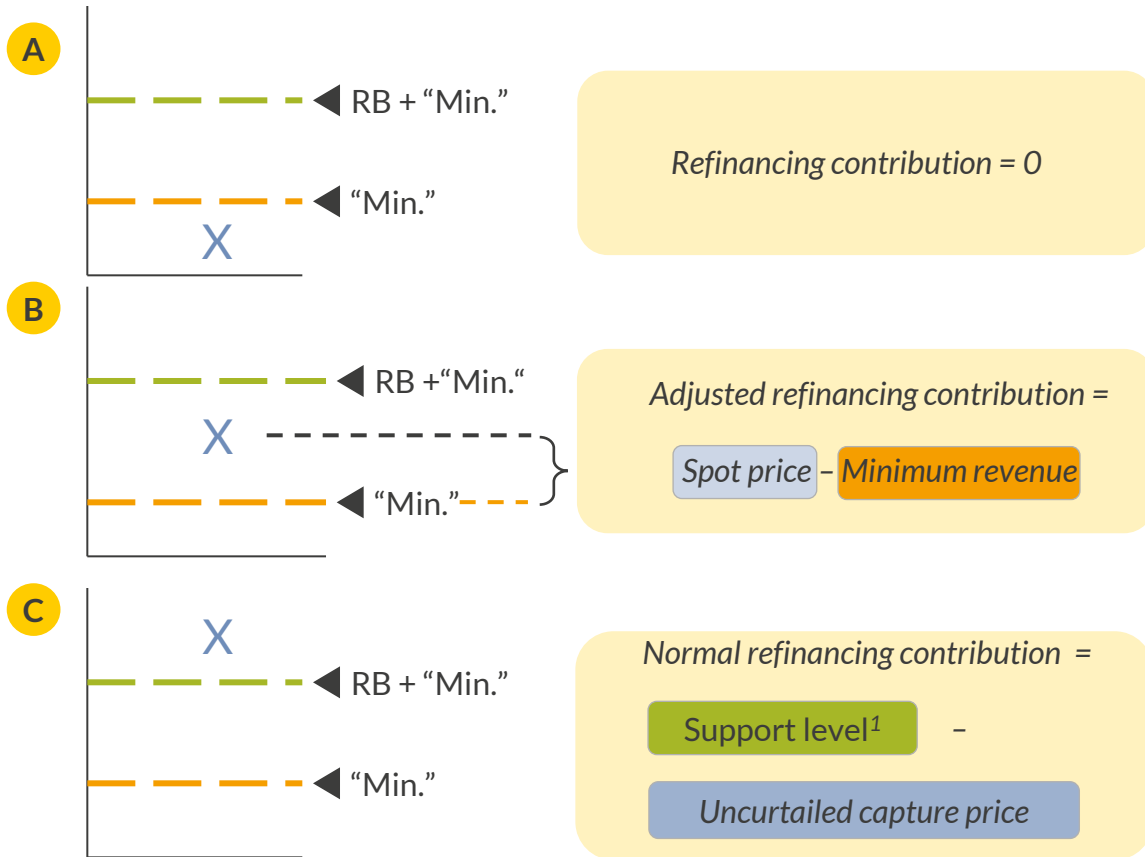 A
RB + “Min.”
“Min.”
X
Refinancing contribution = 0
B
RB +“Min.“
X
“Min.”
Adjusted refinancing contribution =
Spot price – Minimum revenue
C
X
RB + “Min.”
“Min.”
Normal refinancing contribution =
Support level¹ –
Uncurtailed capture price